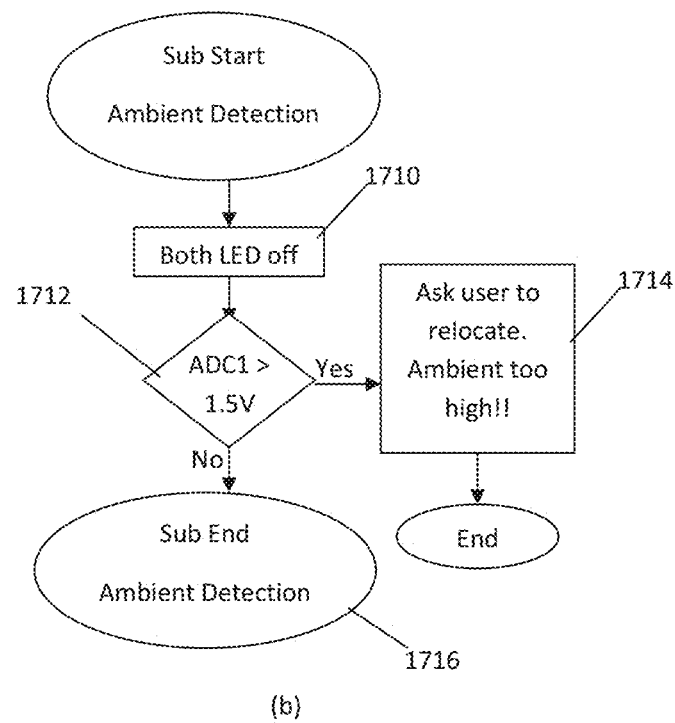 Sub Start
Ambient Detection
1710
Both LED off
1712
ADC1 >
1.5V
Yes
Ask user to
relocate.
Ambient too
high!!
1714
No
Sub End
Ambient Detection
End
1716
(b)